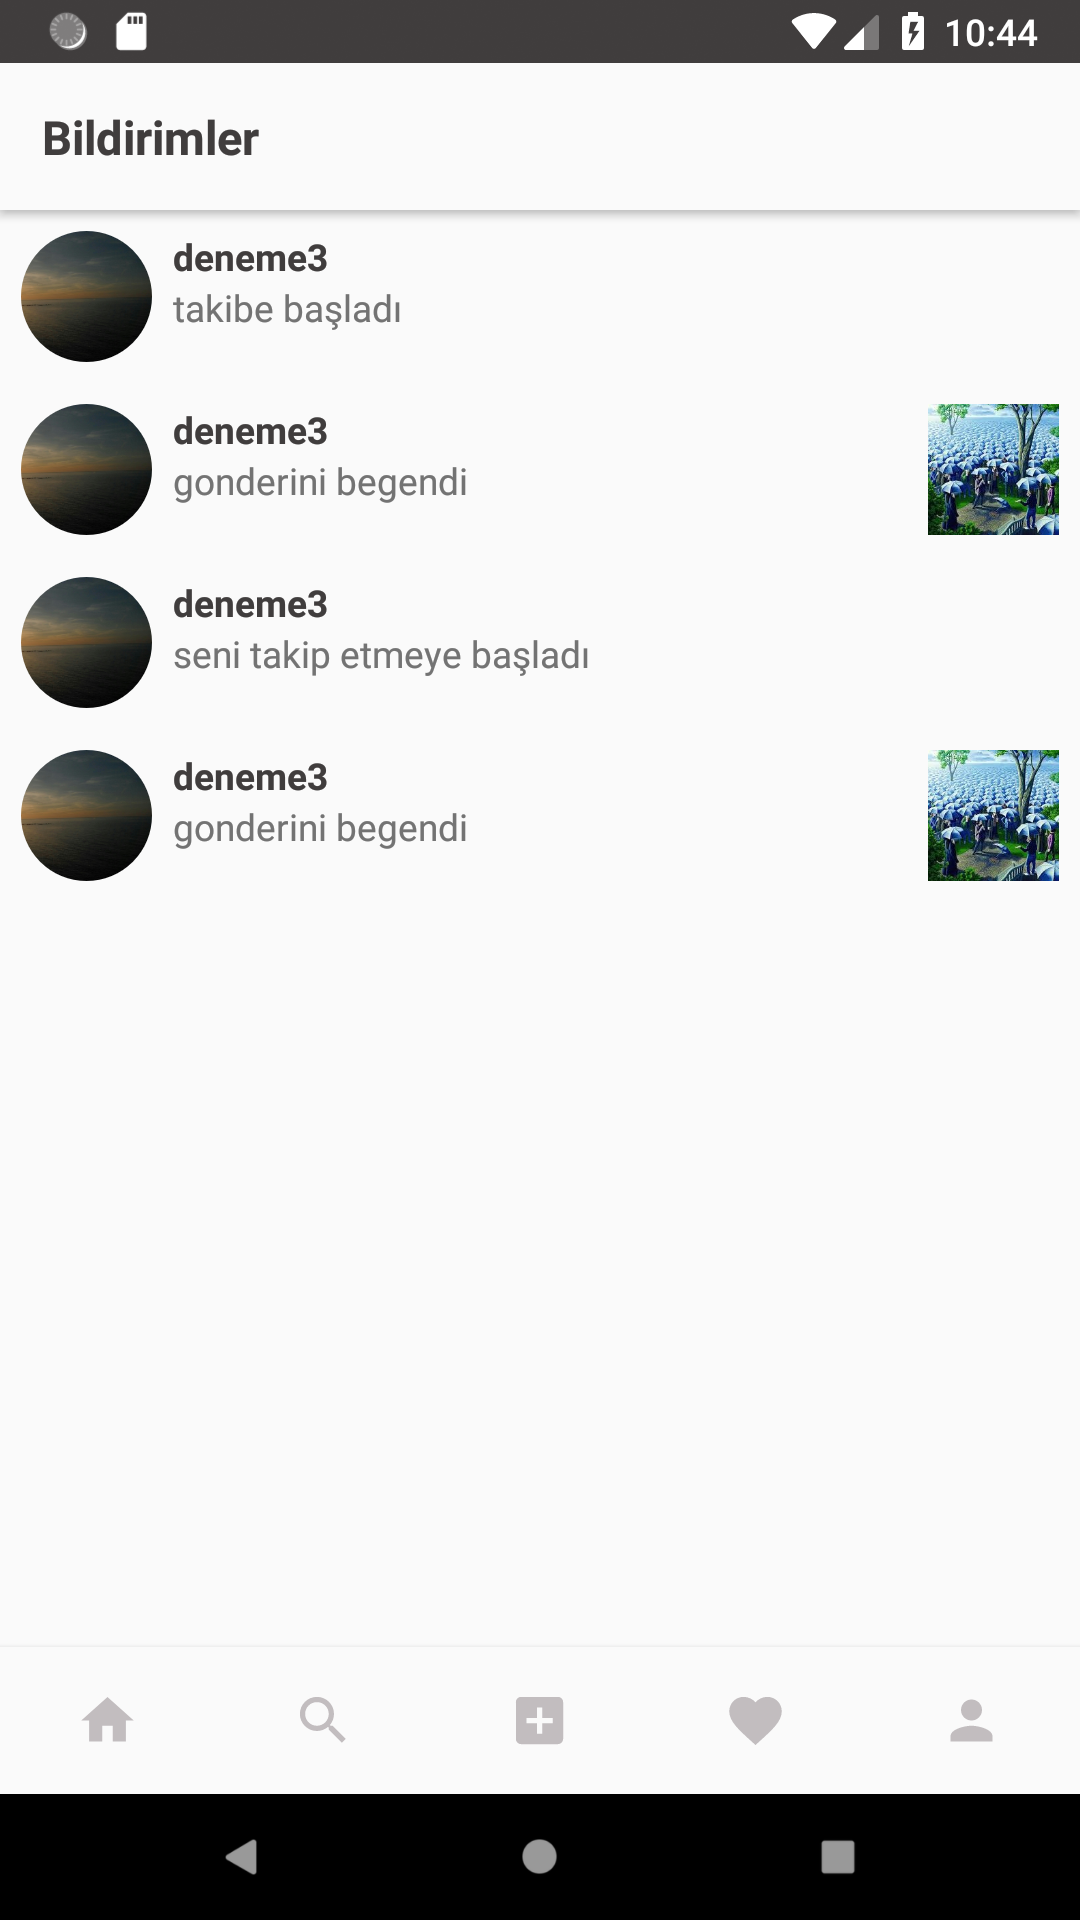 10:44
Bildirimler
deneme3
takibe başladı
deneme3
gonderini begendi
deneme3
seni takip etmeye başladı
deneme3
gonderini begendi